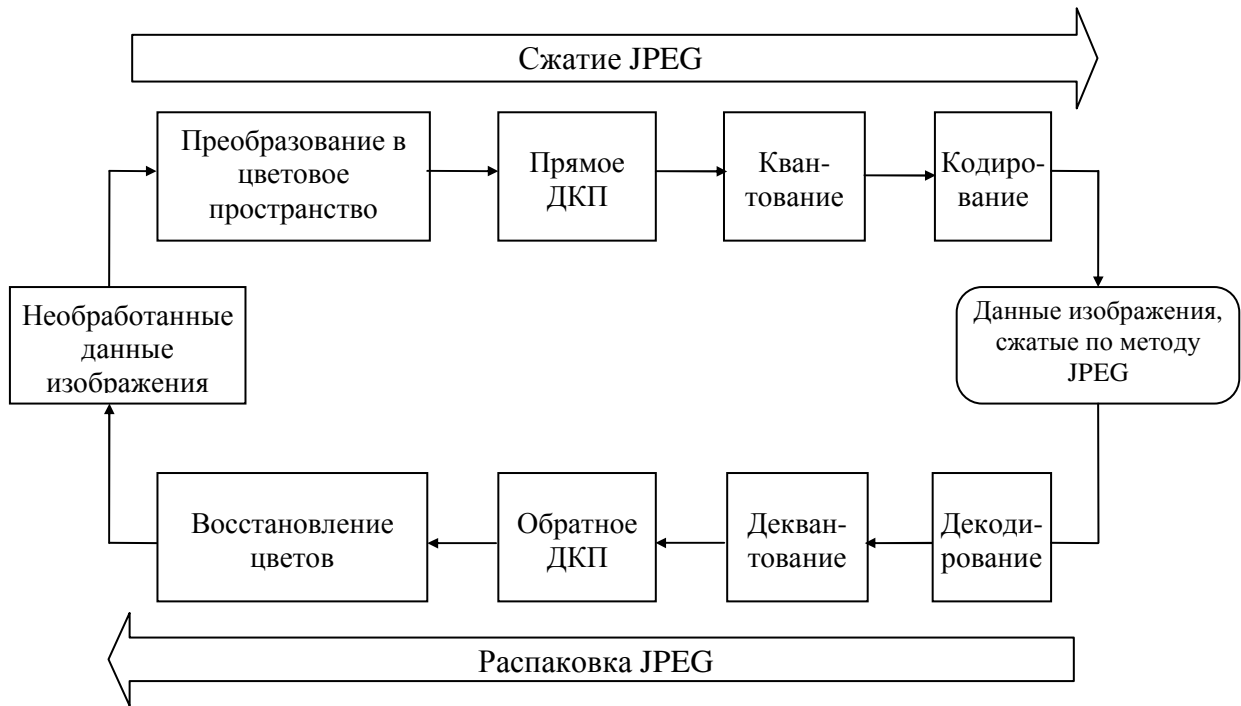 Сжатие JPEG
Преобразование в
цветовое
пространство
Прямое
ДКП
Кван-
тование
Кодиро-
вание
Необработанные
данные
изображения
Данные изображения,
сжатые по методу
JPEG
Восстановление
цветов
Обратное
ДКП
Декван-
тование
Декоди-
рование
Распаковка JPEG